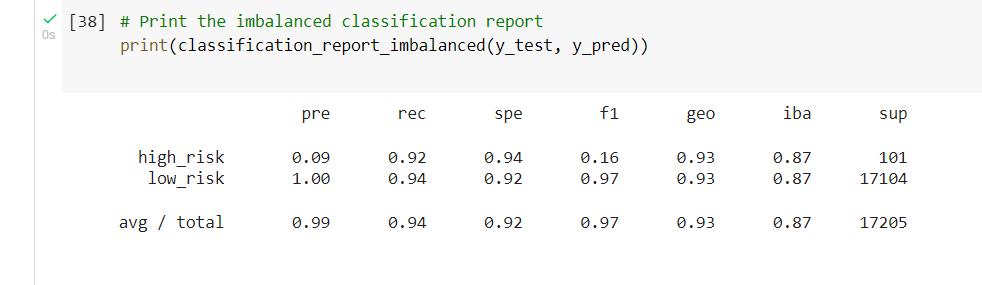 [38] # Print the imbalanced classification report
0s print(classification_report_imbalanced(y_test, y_pred))
pre rec spe f1 geo iba sup
high_risk 0.09 0.92 0.94 0.16 0.93 0.87 101
low_risk 1.00 0.94 0.92 0.97 0.93 0.87 17104
avg / total 0.99 0.94 0.92 0.97 0.93 0.87 17205